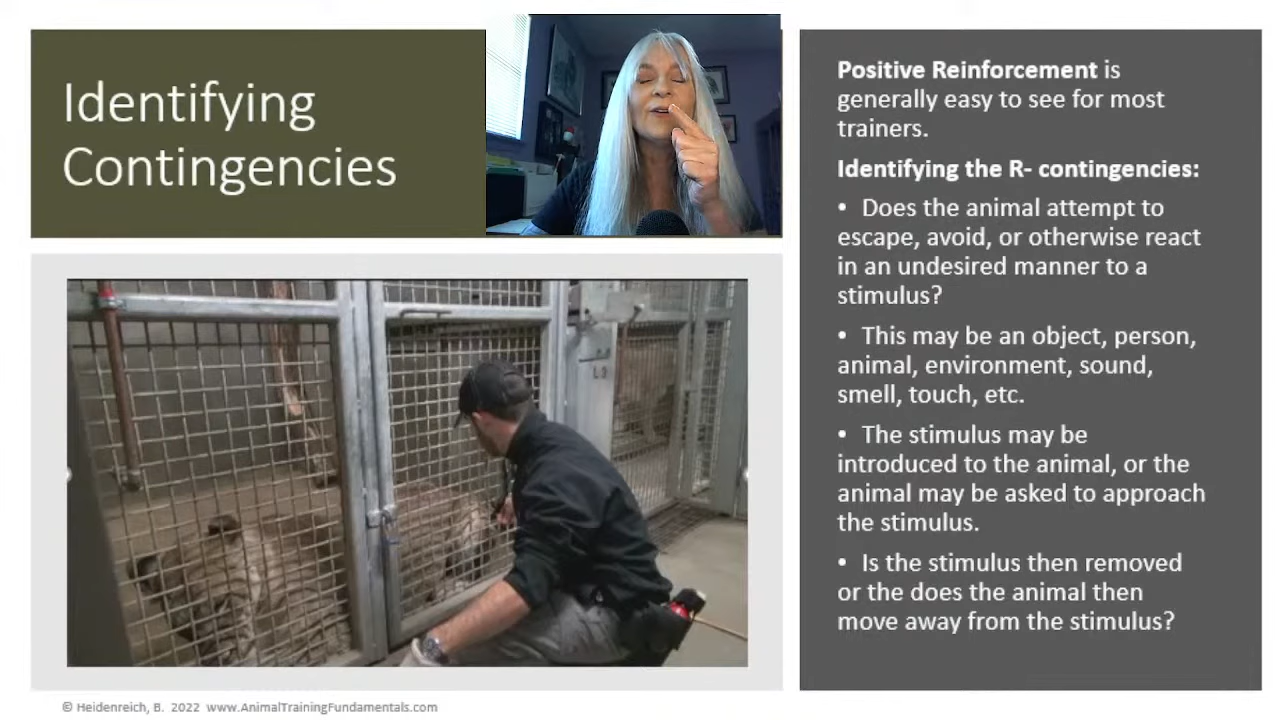 Identifying
Contingencies
Positive Reinforcement is
generally easy to see for most
trainers.
Identifying the R- contingencies:
• Does the animal attempt to
escape, avoid, or otherwise react
in an undesired manner to a
stimulus?
• This may be an object, person,
animal, environment, sound,
smell, touch, etc.
• The stimulus may be
introduced to the animal, or the
animal may be asked to approach
the stimulus.
• Is the stimulus then removed
or the does the animal then
move away from the stimulus?
© Heidenreich, B. 2022 www.AnimalTrainingFundamentals.com